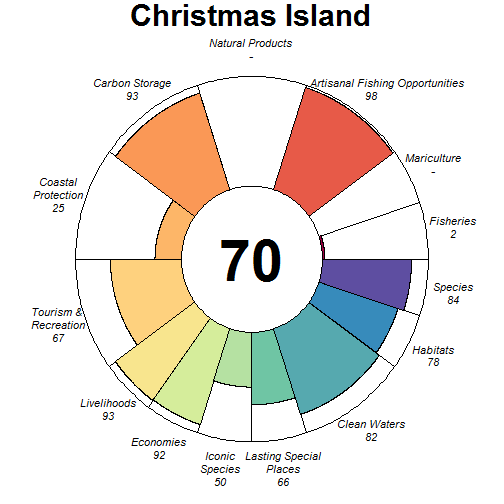 Christmas Island
Natural Products
-
Carbon Storage
93
Artisanal Fishing Opportunities
98
Mariculture
-
Coastal
Protection
25
Fisheries
2
70
Species
84
Tourism &
Recreation
67
Habitats
78
Livelihoods
93
Clean Waters
82
Economies
92
Iconic
Species
50
Lasting Special
Places
66